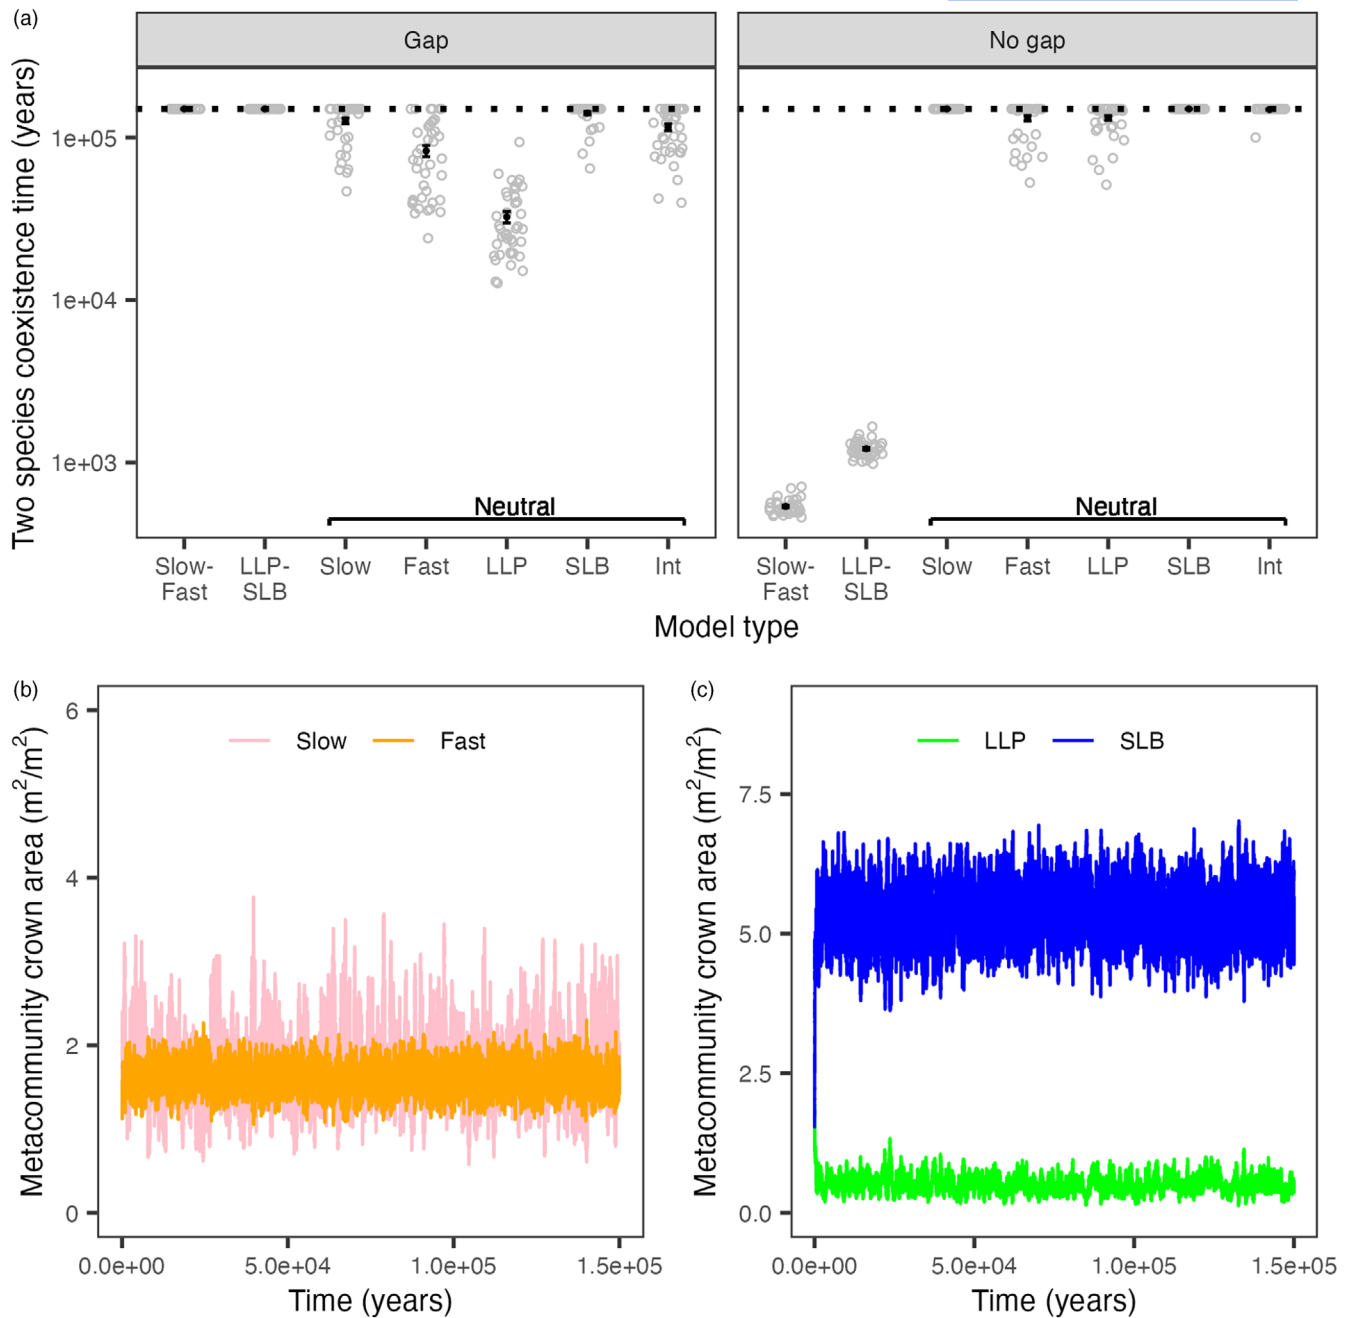 (a)
Gap
No gap
Two species coexistence time (years)
1e+05
1e+04
1e+03
Neutral
Neutral
Slow-
Fast
LLP-
SLB
Slow
Fast
LLP
SLB
Int
Slow-
Fast
LLP-
SLB
Slow
Fast
LLP
SLB
Int
Model type
(b)
Metacommunity crown area (m²/m²)
6
4
2
0
Slow
Fast
0.0e+00
5.0e+04
1.0e+05
1.5e+05
Time (years)
(c)
Metacommunity crown area (m²/m²)
7.5
5.0
2.5
0.0
LLP
SLB
0.0e+00
5.0e+04
1.0e+05
1.5e+05
Time (years)